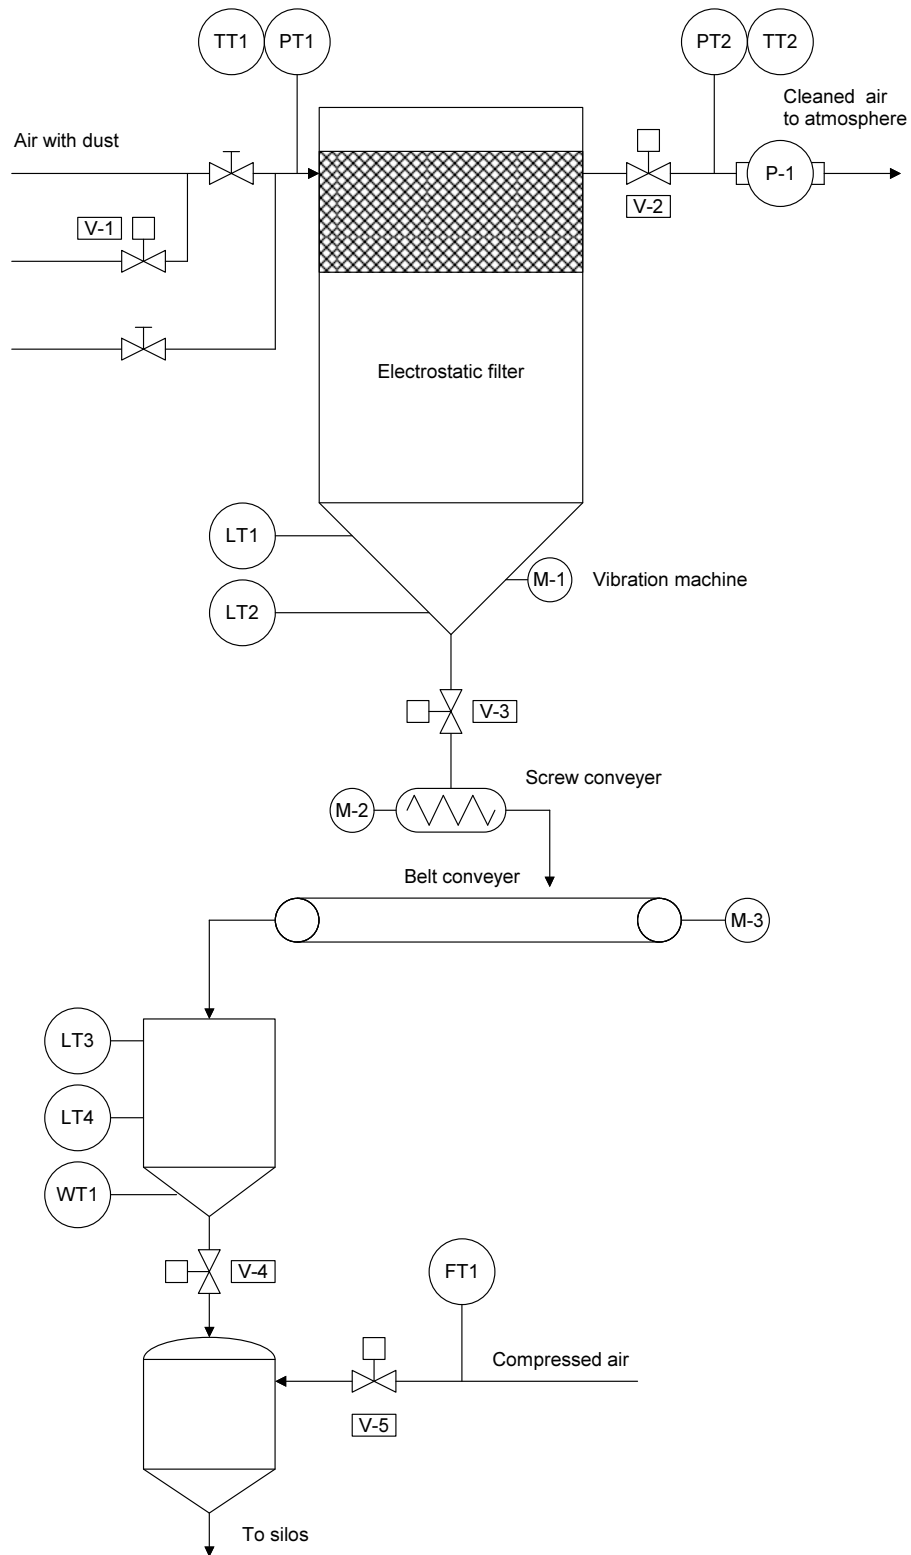 TT1
PT1
PT2
TT2
Cleaned air
to atmosphere
Air with dust
P-1
V-2
V-1
Electrostatic filter
LT1
M-1
Vibration machine
LT2
V-3
Screw conveyer
M-2
Belt conveyer
M-3
LT3
LT4
WT1
V-4
FT1
Compressed air
V-5
To silos